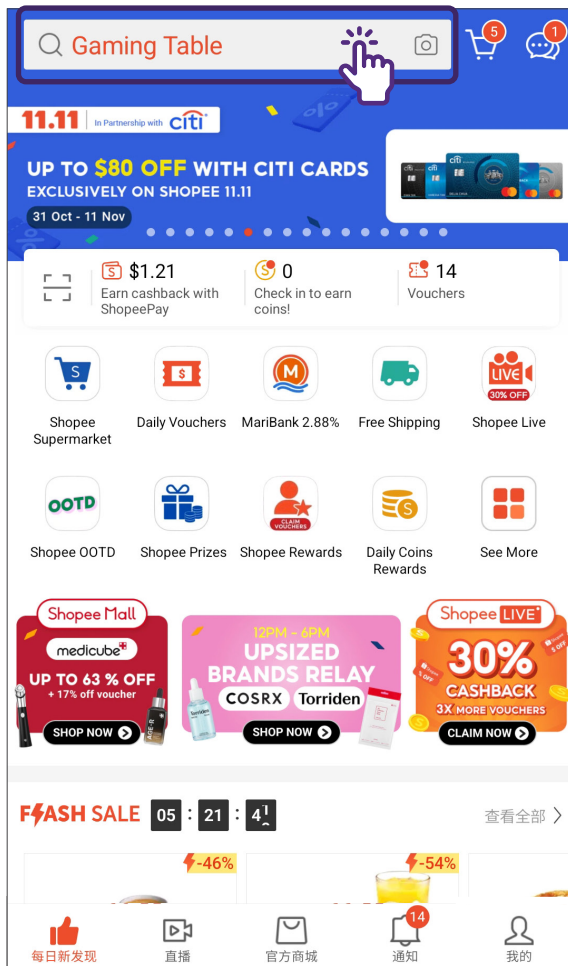 Gaming Table
5
1
11.11 In Partnership with citi
UP TO $80 OFF WITH CITI CARDS
EXCLUSIVELY ON SHOPEE 11.11
31 Oct - 11 Nov
$1.21
Earn cashback with
ShopeePay
0
Check in to earn
coins!
14
Vouchers
LIVE
30% OFF
Shopee
Supermarket
Daily Vouchers
MariBank 2.88%
Free Shipping
Shopee Live
OOTD
CLAIM
VOUCHERS
Shopee OOTD
Shopee Prizes
Shopee Rewards
Daily Coins
Rewards
See More
Shopee Mall
medicube
UP TO 63 % OFF
+ 17% off voucher
SHOP NOW
AGE-R
12PM – 6PM
UPSIZED
BRANDS RELAY
COSRX Torriden
Torriden
SHOP NOW
Shopee LIVE
30%
CASHBACK
3X MORE VOUCHERS
CLAIM NOW
FLASH SALE 05 : 21 :
查看全部
-46%
-54%
每日新发现
直播
官方商城
14
通知
我的